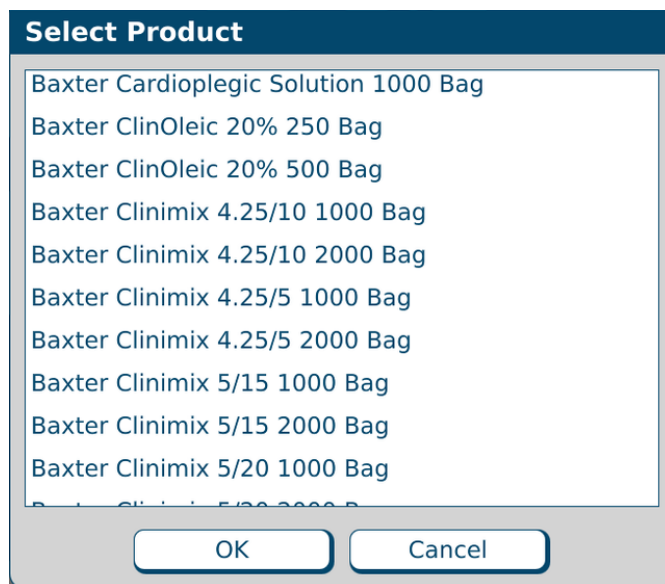 Select Product
Baxter Cardioplegic Solution 1000 Bag
Baxter ClinOleic 20% 250 Bag
Baxter ClinOleic 20% 500 Bag
Baxter Clinimix 4.25/10 1000 Bag
Baxter Clinimix 4.25/10 2000 Bag
Baxter Clinimix 4.25/5 1000 Bag
Baxter Clinimix 4.25/5 2000 Bag
Baxter Clinimix 5/15 1000 Bag
Baxter Clinimix 5/15 2000 Bag
Baxter Clinimix 5/20 1000 Bag
OK Cancel